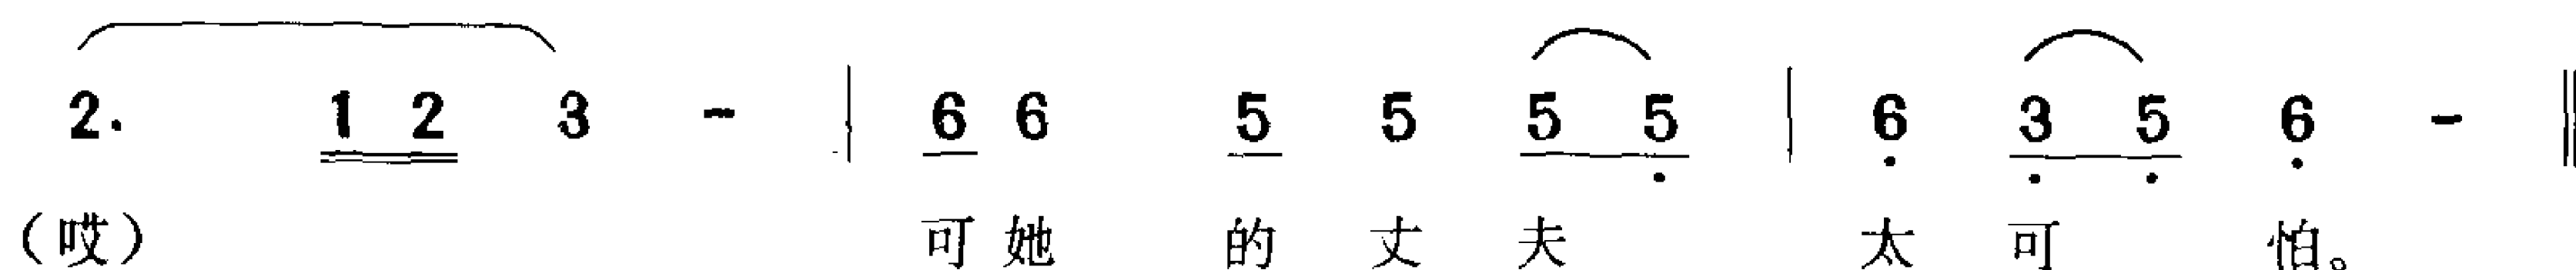 2. 1 2 3 - | 6 6 5 5 5 5 | 6 3 5 6 - ‖
（哎） 可她 的 丈 夫 太 可 怕。